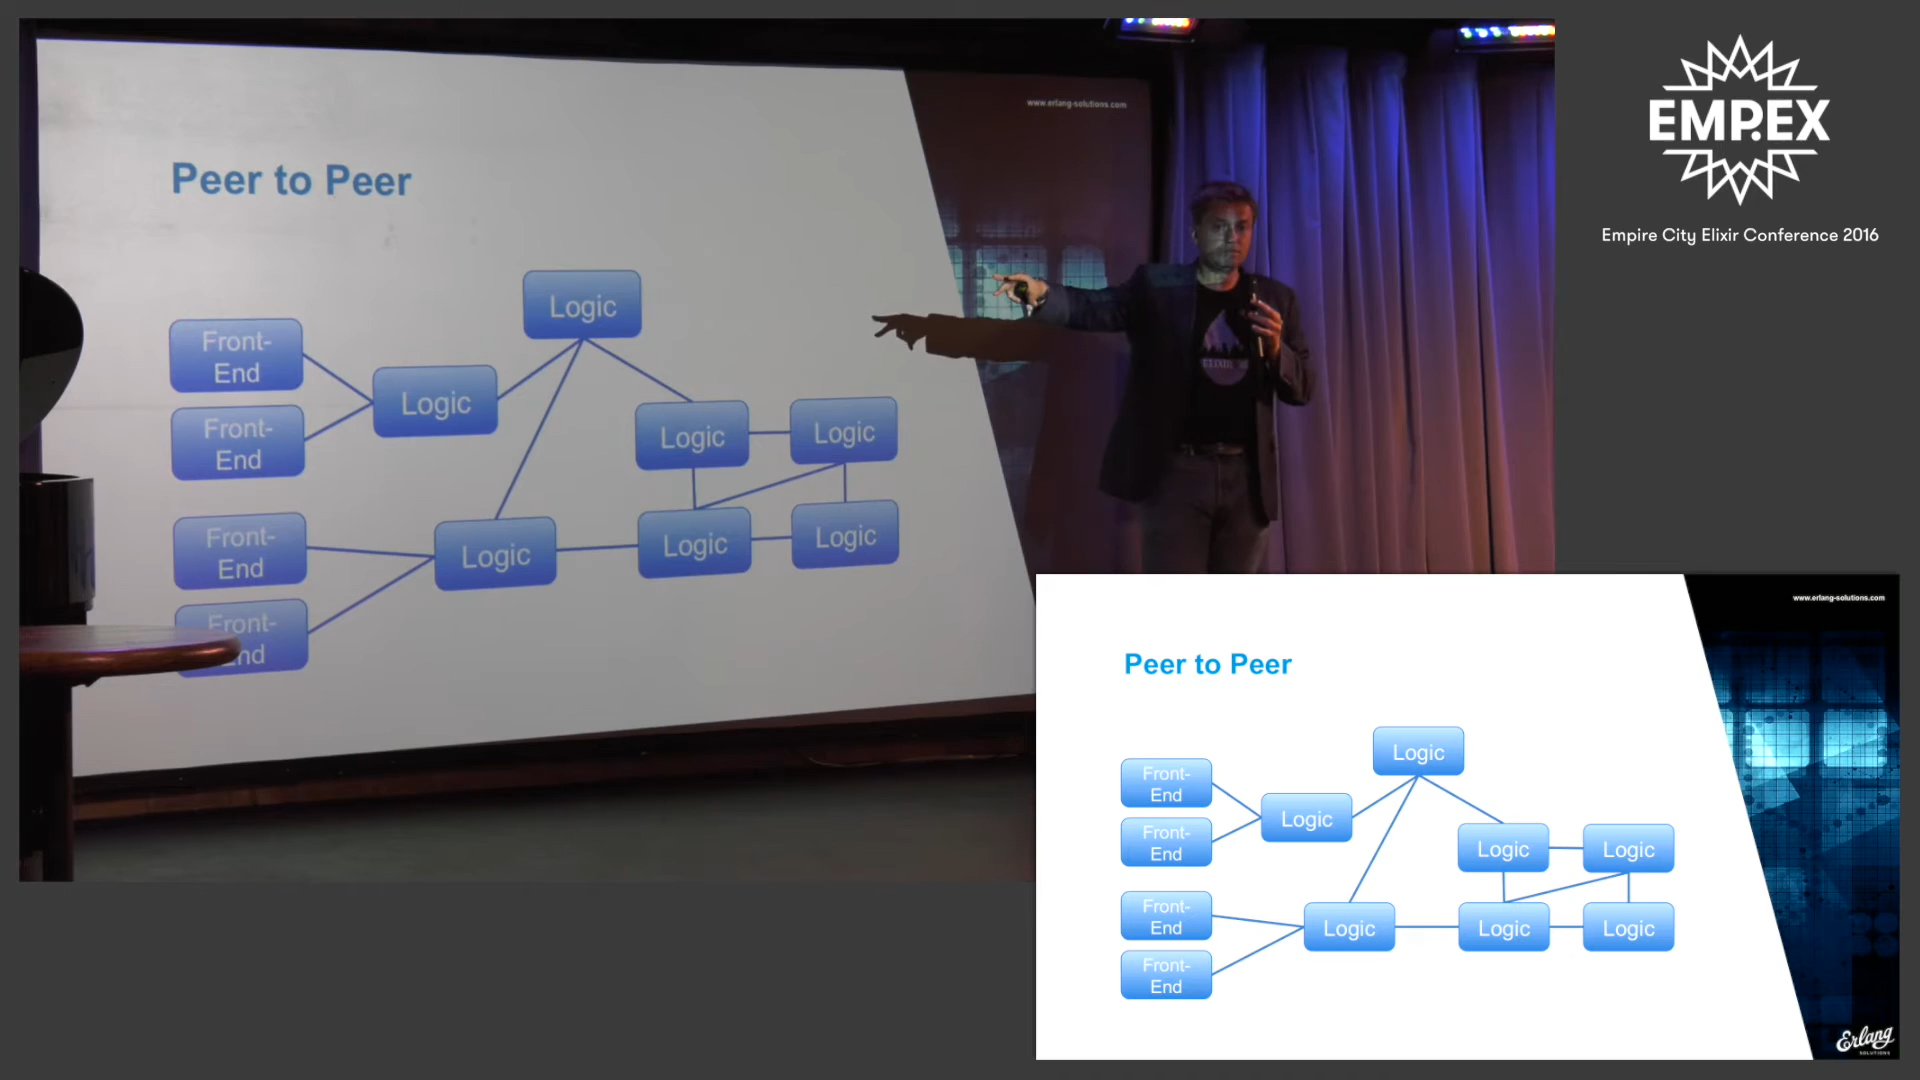 www.erlang-solutions.com
Peer to Peer
Logic
Front-
End
Logic
Front-
End
Logic
Logic
Front-
End
Logic
Logic
Logic
Front-
End
ELIXIR
EMPEX
Empire City Elixir Conference 2016
www.erlang-solutions.com
Peer to Peer
Logic
Front-
End
Logic
Front-
End
Logic
Logic
Front-
End
Logic
Logic
Logic
Front-
End
Erlang
SOLUTIONS